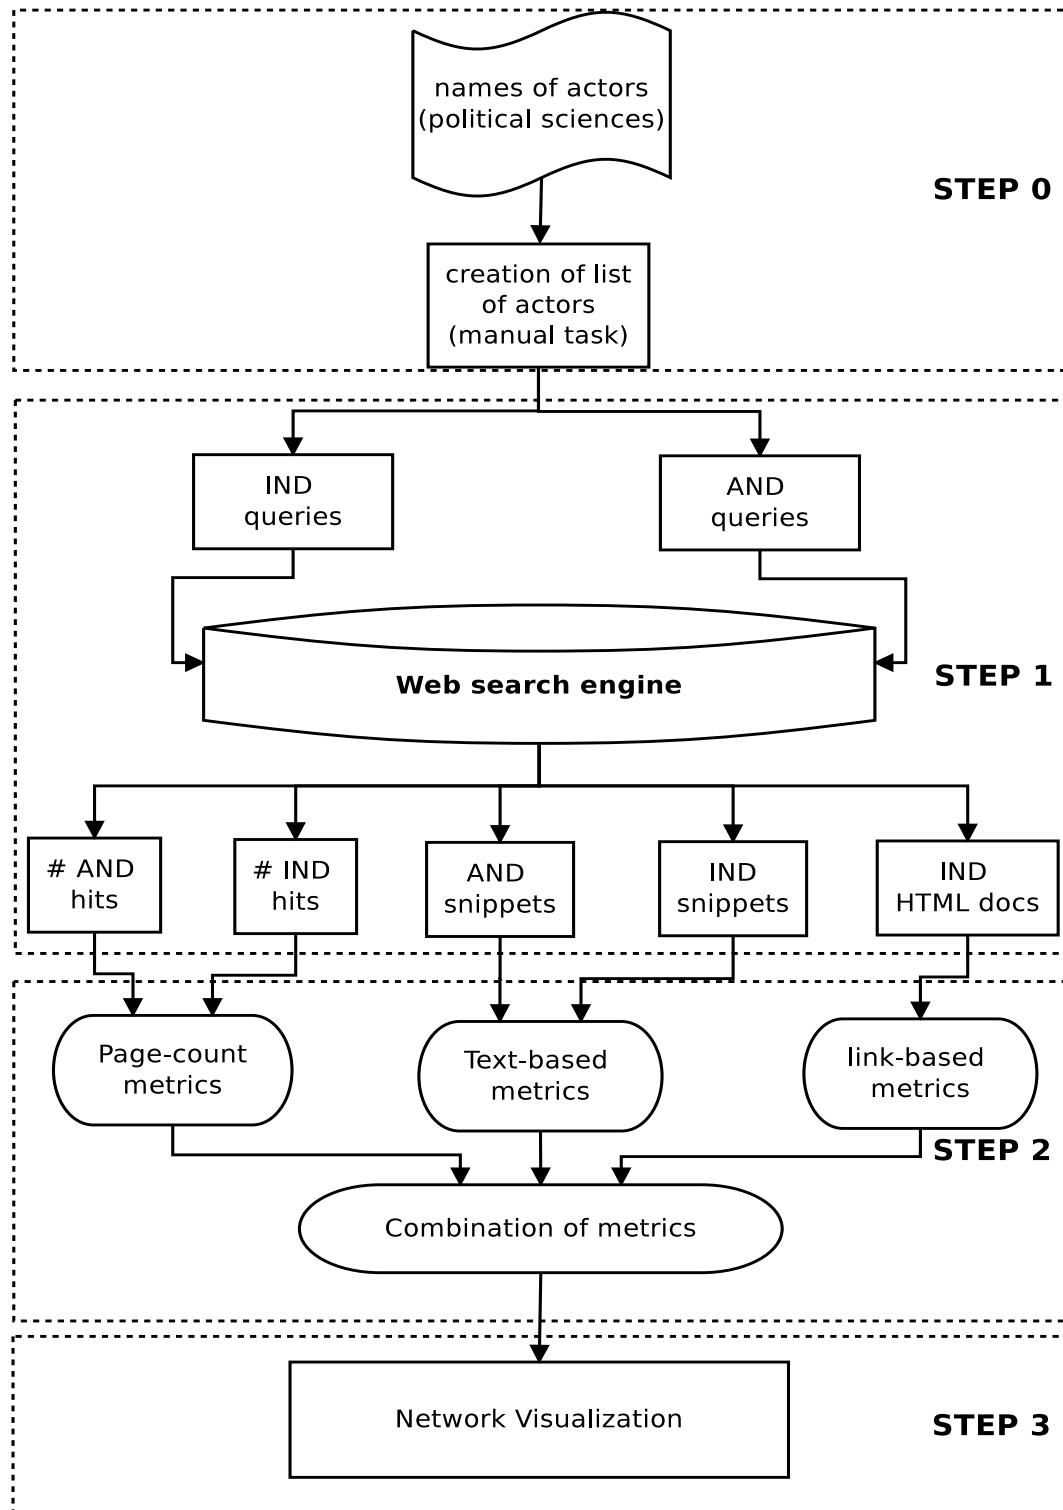 names of actors
(political sciences)
STEP 0
creation of list
of actors
(manual task)
IND
queries
AND
queries
Web search engine
STEP 1
# AND
hits
# IND
hits
AND
snippets
IND
snippets
IND
HTML docs
Page-count
metrics
Text-based
metrics
link-based
metrics
STEP 2
Combination of metrics
Network Visualization
STEP 3